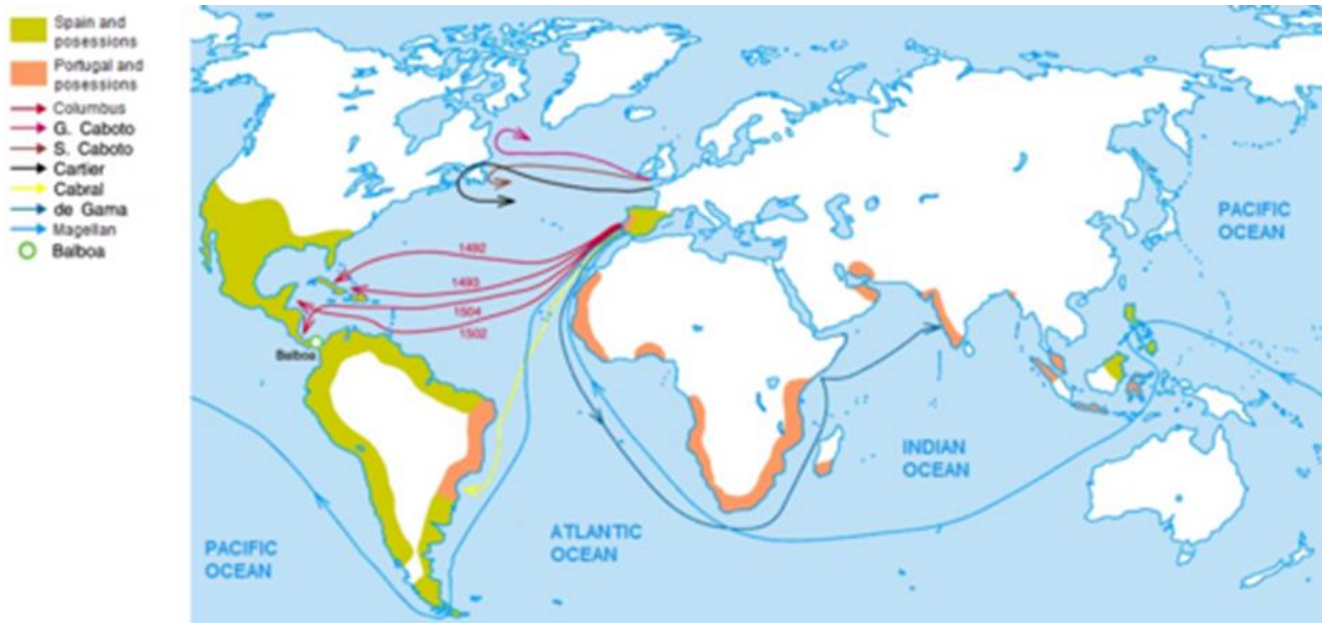 Spain and
posessions
Portugal and
posessions
Columbus
G. Caboto
S. Caboto
Cartier
Cabral
de Gama
Magellan
Balboa
1492
1493
1504
1502
Balboa
PACIFIC
OCEAN
ATLANTIC
OCEAN
INDIAN
OCEAN
PACIFIC
OCEAN